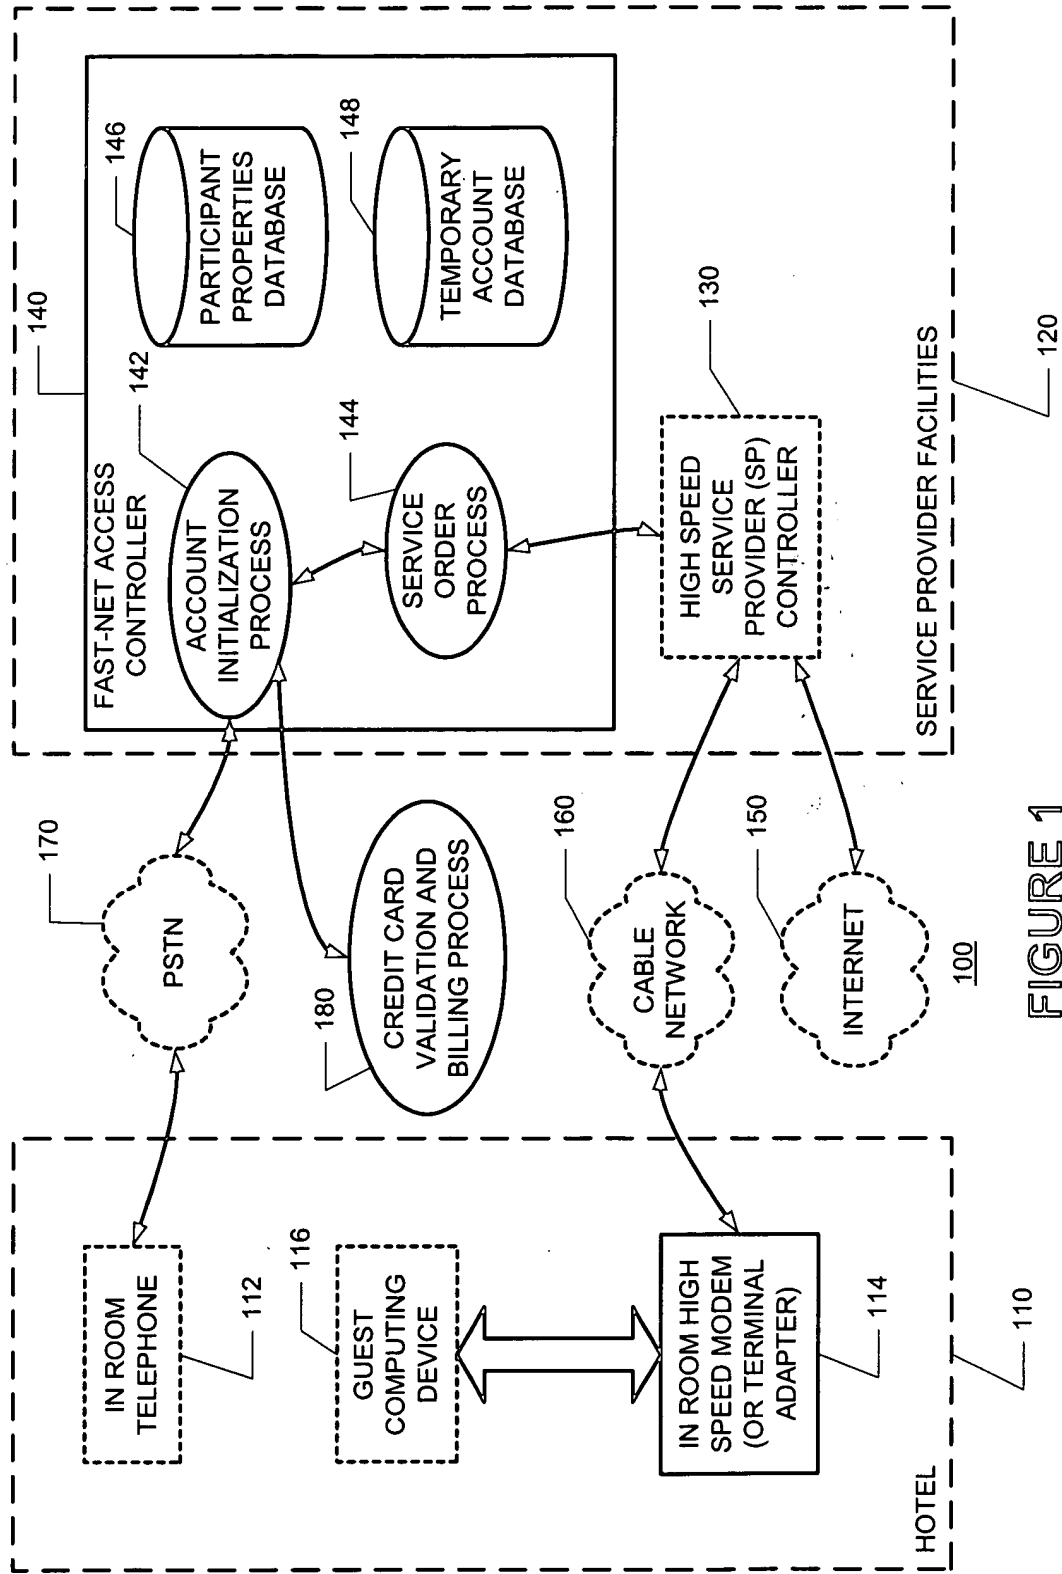 HOTEL
IN ROOM
TELEPHONE
112
116
GUEST
COMPUTING
DEVICE
IN ROOM HIGH
SPEED MODEM
(OR TERMINAL
ADAPTER)
114
110
170
PSTN
180
CREDIT CARD
VALIDATION AND
BILLING PROCESS
160
CABLE
NETWORK
150
INTERNET
100
140
FAST-NET ACCESS
CONTROLLER
142
ACCOUNT
INITIALIZATION
PROCESS
146
PARTICIPANT
PROPERTIES
DATABASE
144
SERVICE
ORDER
PROCESS
148
TEMPORARY
ACCOUNT
DATABASE
130
HIGH SPEED
SERVICE
PROVIDER (SP)
CONTROLLER
SERVICE PROVIDER FACILITIES
120
FIGURE 1